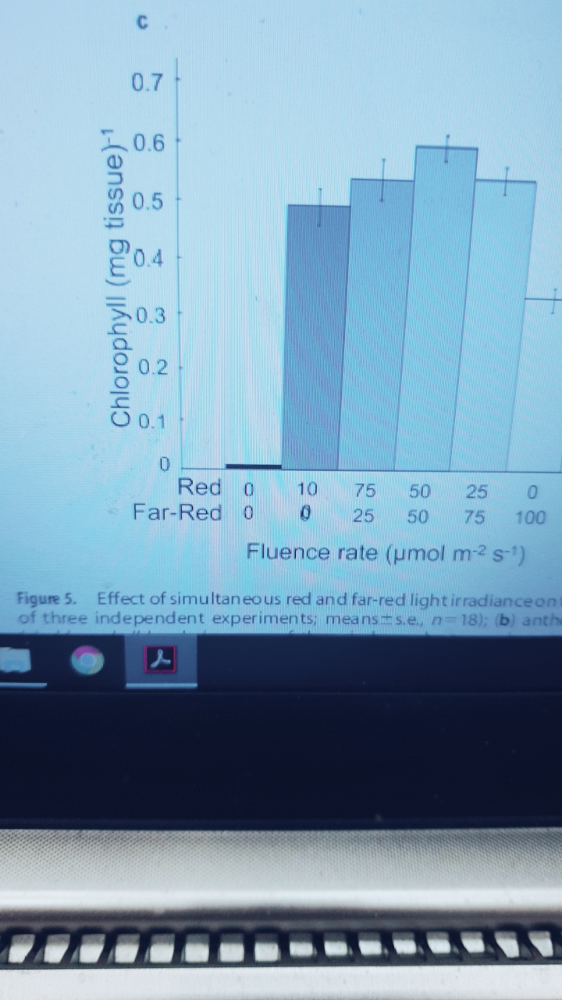 c
0.7
0.6
0.5
0.4
0.3
0.2
0.1
0
Chlorophyll (mg tissue)⁻¹
Red 0 10 75 50 25 0
Far-Red 0 0 25 50 75 100
Fluence rate (µmol m⁻² s⁻¹)
Figure 5. Effect of simultaneous red and far-red light irradiance on
of three independent experiments; means±s.e., n=18); (b) antho